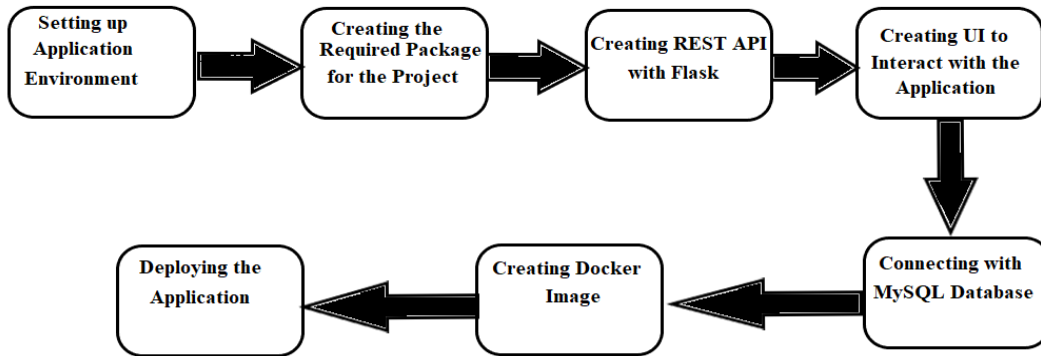 Setting up
Application
Environment
Creating the
Required Package
for the Project
Creating REST API
with Flask
Creating UI to
Interact with the
Application
Connecting with
MySQL Database
Creating Docker
Image
Deploying the
Application